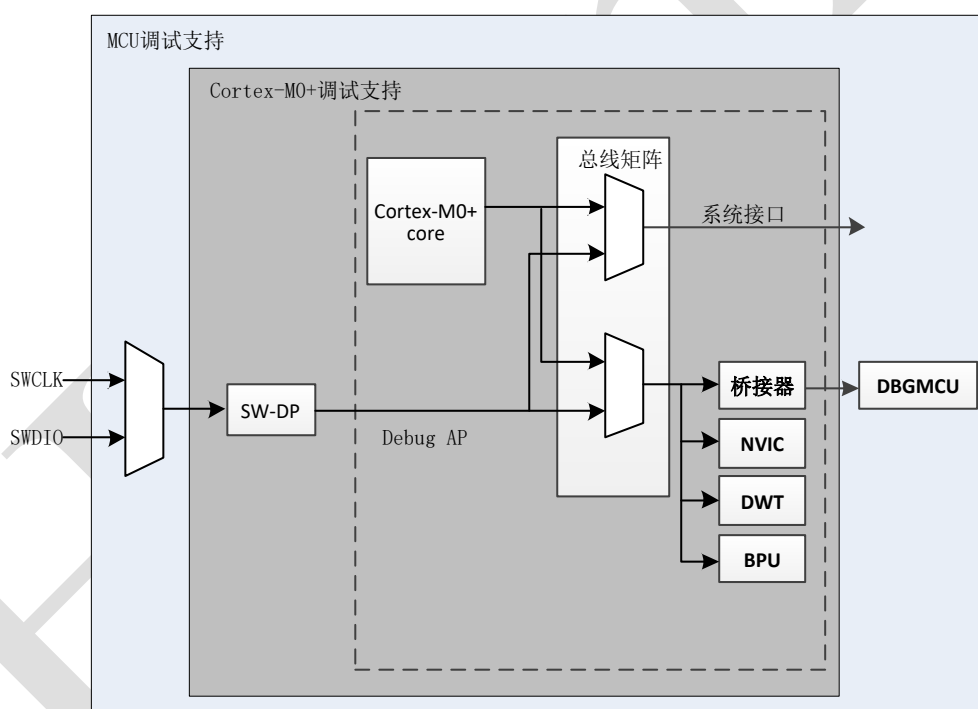 MCU调试支持
Cortex-M0+调试支持
总线矩阵
Cortex-M0+
core
系统接口
SWCLK
SWDIO
SW-DP
Debug AP
桥接器
DBGMCU
NVIC
DWT
BPU